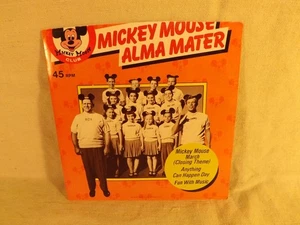 MICKEY MOUSE
ALMA MATER
MICKEY MOUSE
CLUB
45 RPM
Mickey Mouse
March
(Closing Theme)
Anything
Can Happen Day
Fun With Music